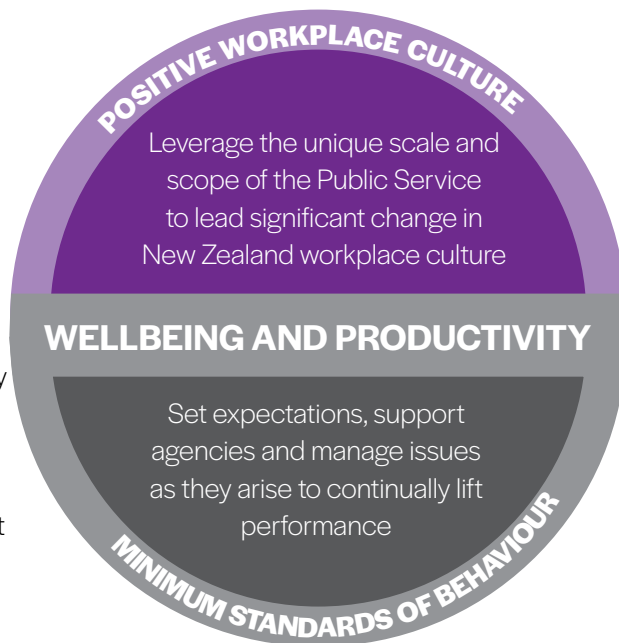 POSITIVE WORKPLACE CULTURE
Leverage the unique scale and
scope of the Public Service
to lead significant change in
New Zealand workplace culture
WELLBEING AND PRODUCTIVITY
Set expectations, support
agencies and manage issues
as they arise to continually lift
performance
MINIMUM STANDARDS OF BEHAVIOUR